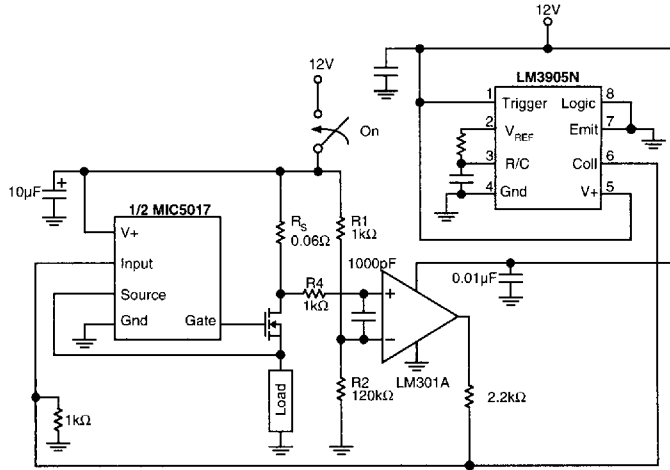 12V
12V
LM3905N
1
Trigger
Logic
8
2
VREF
Emit
7
3
R/C
Coll
6
4
Gnd
V+
5
On
+
10µF
1/2 MIC5017
V+
Input
Source
Gnd
Gate
RS
0.06Ω
R1
1kΩ
1000pF
R4
1kΩ
+
−
LM301A
0.01µF
R2
120kΩ
2.2kΩ
Load
1kΩ